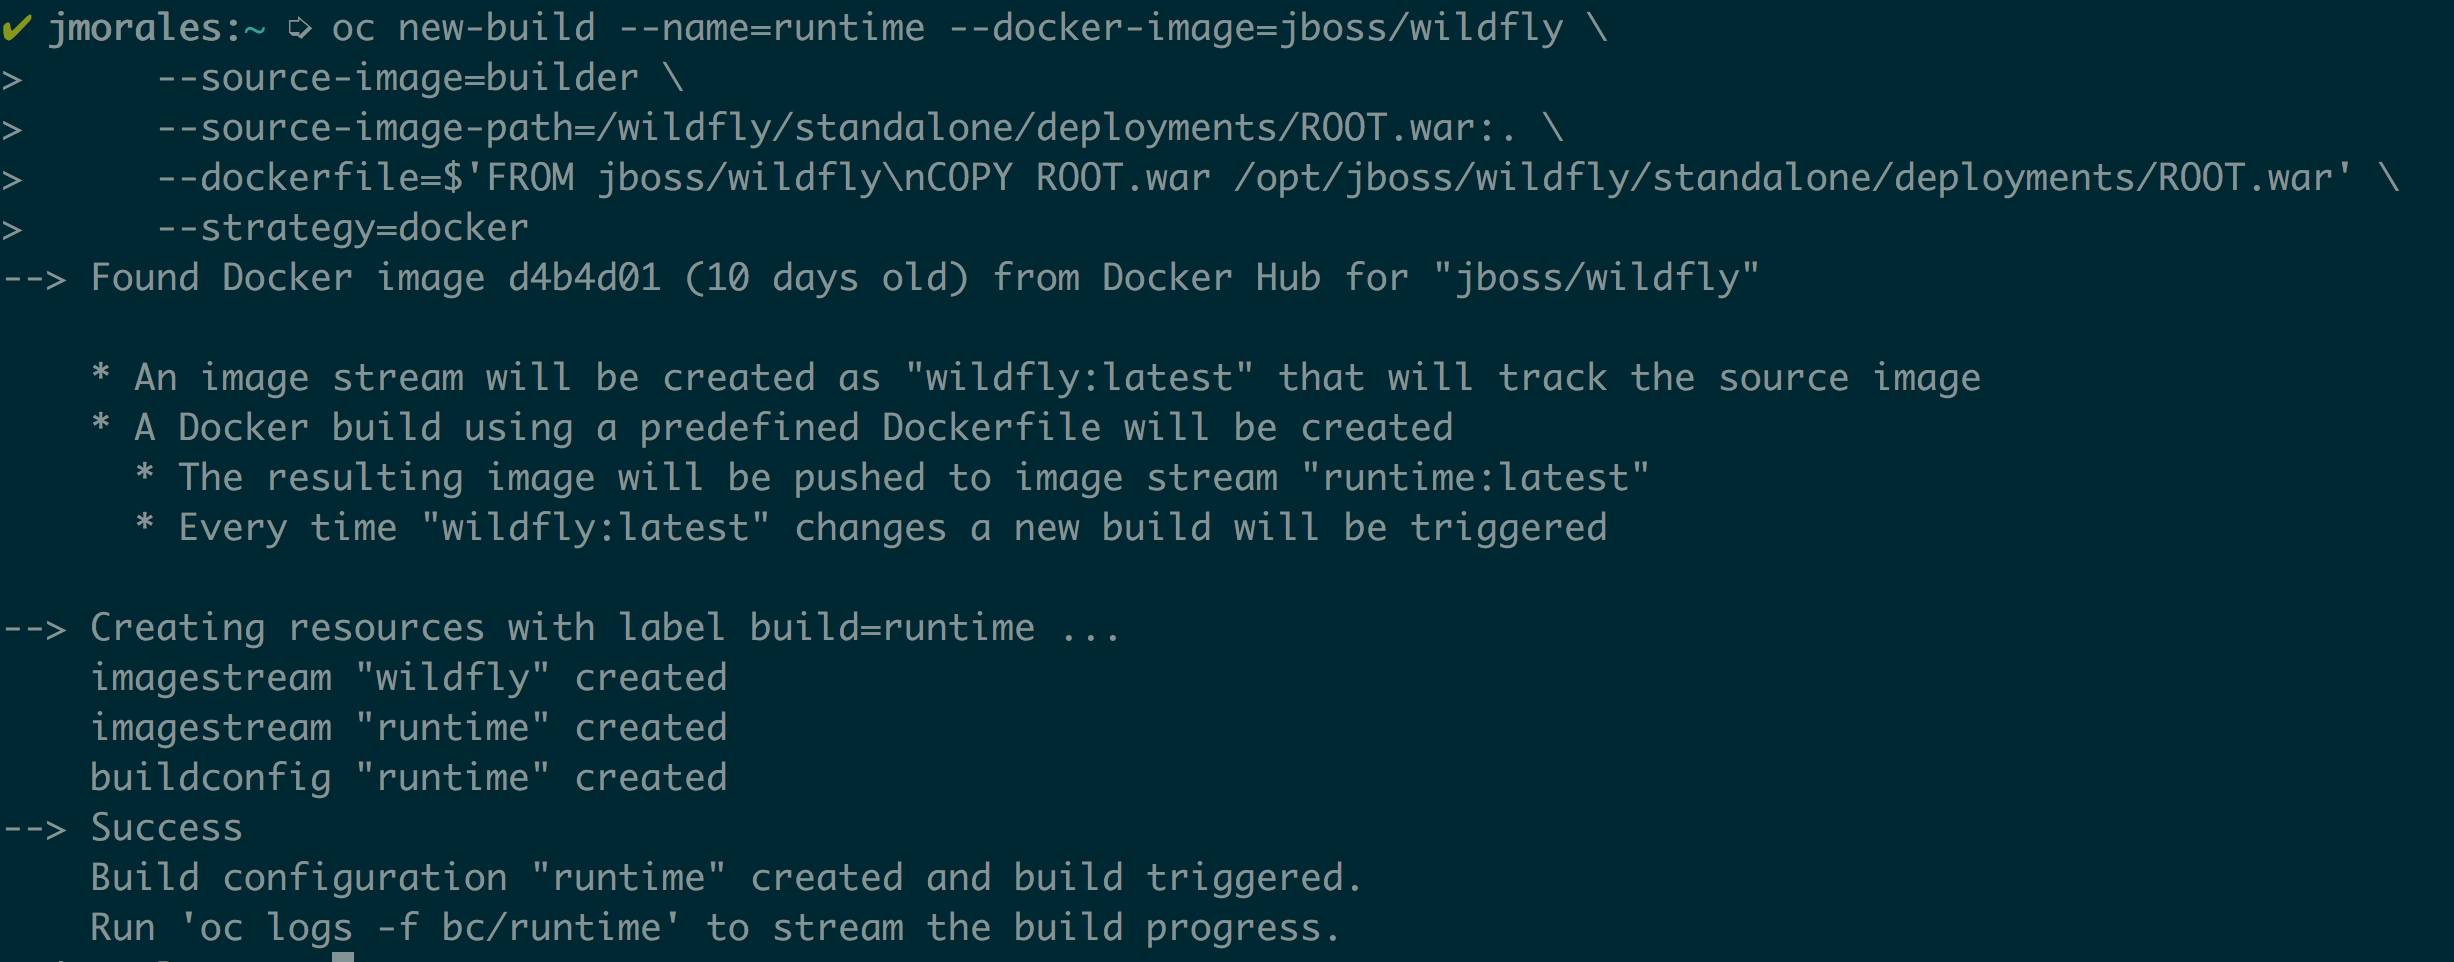 ✔ jmorales:~ ➩ oc new-build --name=runtime --docker-image=jboss/wildfly \
>      --source-image=builder \
>      --source-image-path=/wildfly/standalone/deployments/ROOT.war:. \
>      --dockerfile=$'FROM jboss/wildfly\nCOPY ROOT.war /opt/jboss/wildfly/standalone/deployments/ROOT.war' \
>      --strategy=docker
--> Found Docker image d4b4d01 (10 days old) from Docker Hub for "jboss/wildfly"
    * An image stream will be created as "wildfly:latest" that will track the source image
    * A Docker build using a predefined Dockerfile will be created
      * The resulting image will be pushed to image stream "runtime:latest"
      * Every time "wildfly:latest" changes a new build will be triggered
--> Creating resources with label build=runtime ...
    imagestream "wildfly" created
    imagestream "runtime" created
    buildconfig "runtime" created
--> Success
    Build configuration "runtime" created and build triggered.
    Run 'oc logs -f bc/runtime' to stream the build progress.